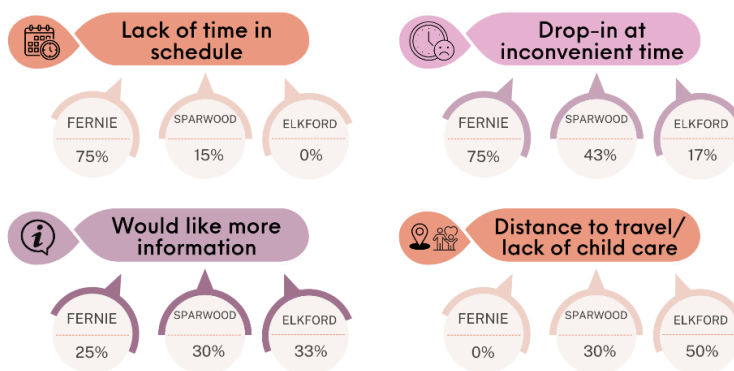 Lack of time in
schedule
FERNIE
75%
SPARWOOD
15%
ELKFORD
0%
Drop-in at
inconvenient time
FERNIE
75%
SPARWOOD
43%
ELKFORD
17%
Would like more
information
FERNIE
25%
SPARWOOD
30%
ELKFORD
33%
Distance to travel/
lack of child care
FERNIE
0%
SPARWOOD
30%
ELKFORD
50%